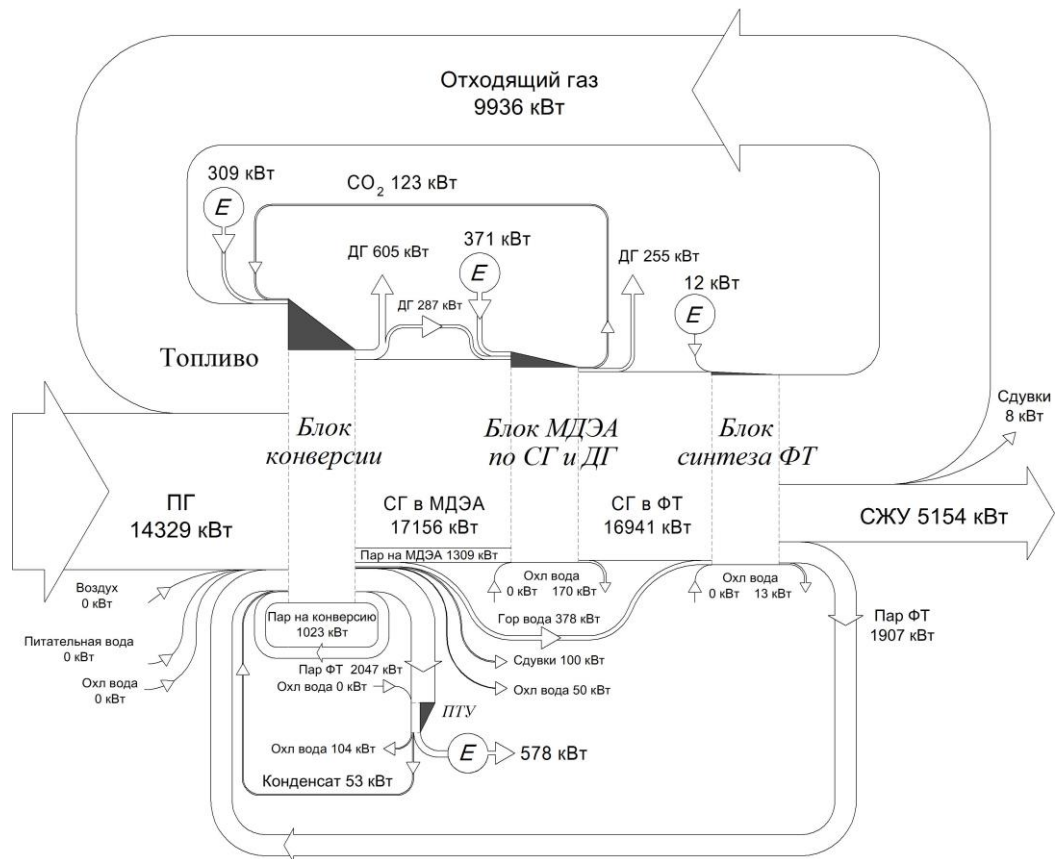 Отходящий газ
9936 кВт
309 кВт
E
CO2 123 кВт
ДГ 605 кВт
371 кВт
E
ДГ 255 кВт
ДГ 287 кВт
12 кВт
E
Топливо
Сдувки
8 кВт
Блок
конверсии
Блок МДЭА
по СГ и ДГ
Блок
синтеза ФТ
ПГ
14329 кВт
СГ в МДЭА
17156 кВт
СГ в ФТ
16941 кВт
СЖУ 5154 кВт
Пар на МДЭА 1309 кВт
Воздух
0 кВт
Охл вода
0 кВт 170 кВт
Охл вода
0 кВт 13 кВт
Пар на конверсию
1023 кВт
Гор вода 378 кВт
Пар ФТ
1907 кВт
Питательная вода
0 кВт
Охл вода
0 кВт
Пар ФТ 2047 кВт
Охл вода 0 кВт
Сдувки 100 кВт
Охл вода 50 кВт
ПТУ
Охл вода 104 кВт
E
578 кВт
Конденсат 53 кВт